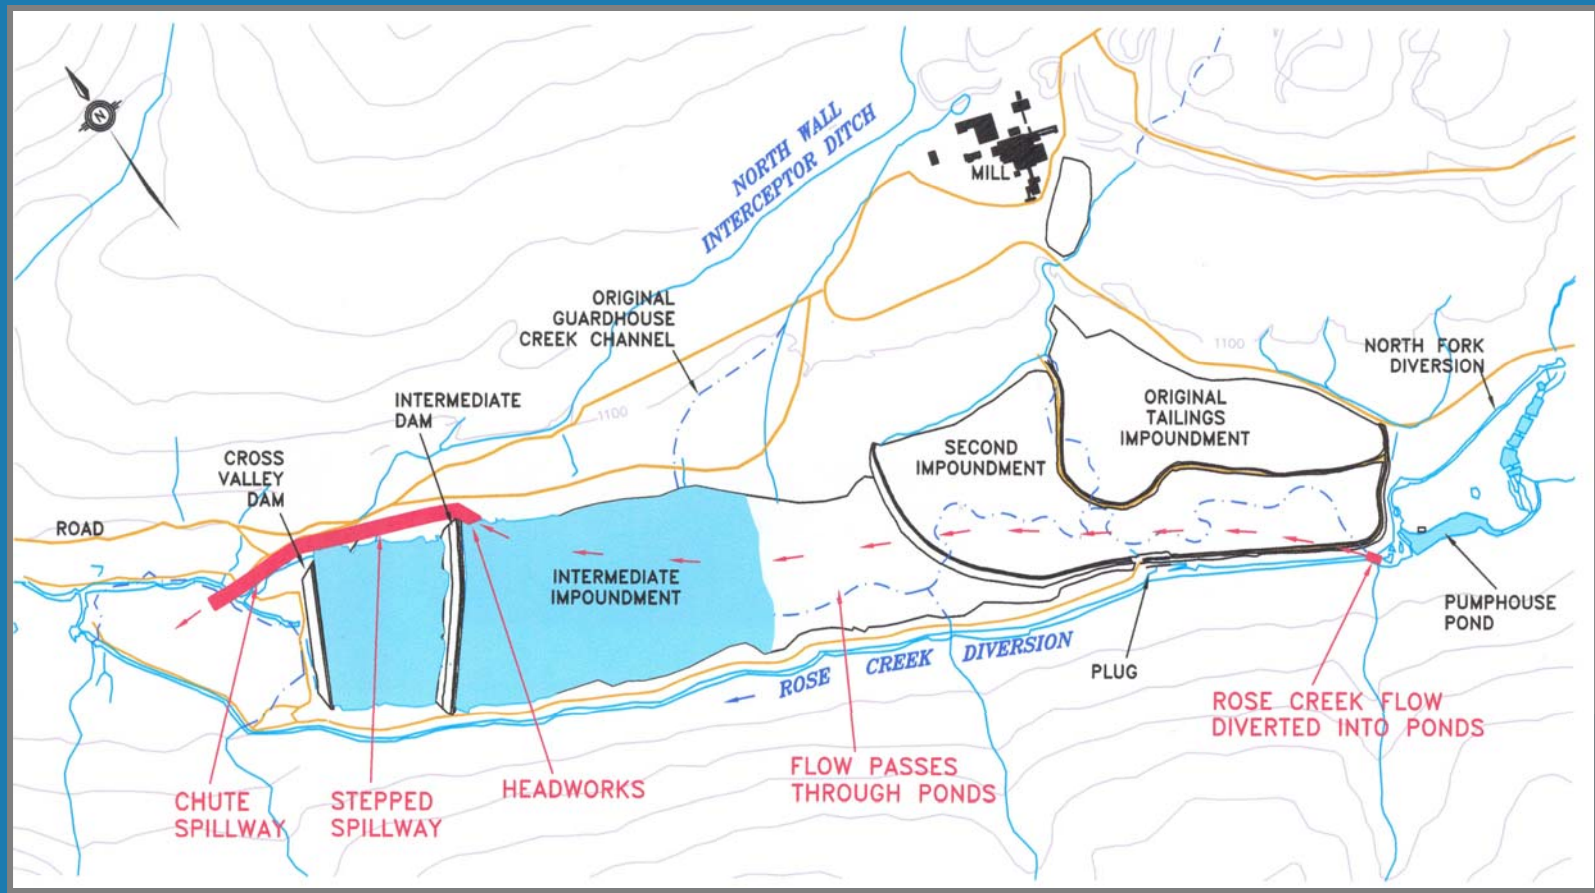 N
NORTH WALL
INTERCEPTOR DITCH
MILL
ORIGINAL
GUARDHOUSE
CREEK CHANNEL
1100
NORTH FORK
DIVERSION
INTERMEDIATE
DAM
1100
ORIGINAL
TAILINGS
IMPOUNDMENT
SECOND
IMPOUNDMENT
CROSS
VALLEY
DAM
ROAD
INTERMEDIATE
IMPOUNDMENT
PUMPHOUSE
POND
PLUG
ROSE CREEK DIVERSION
ROSE CREEK FLOW
DIVERTED INTO PONDS
FLOW PASSES
THROUGH PONDS
HEADWORKS
STEPPED
SPILLWAY
CHUTE
SPILLWAY